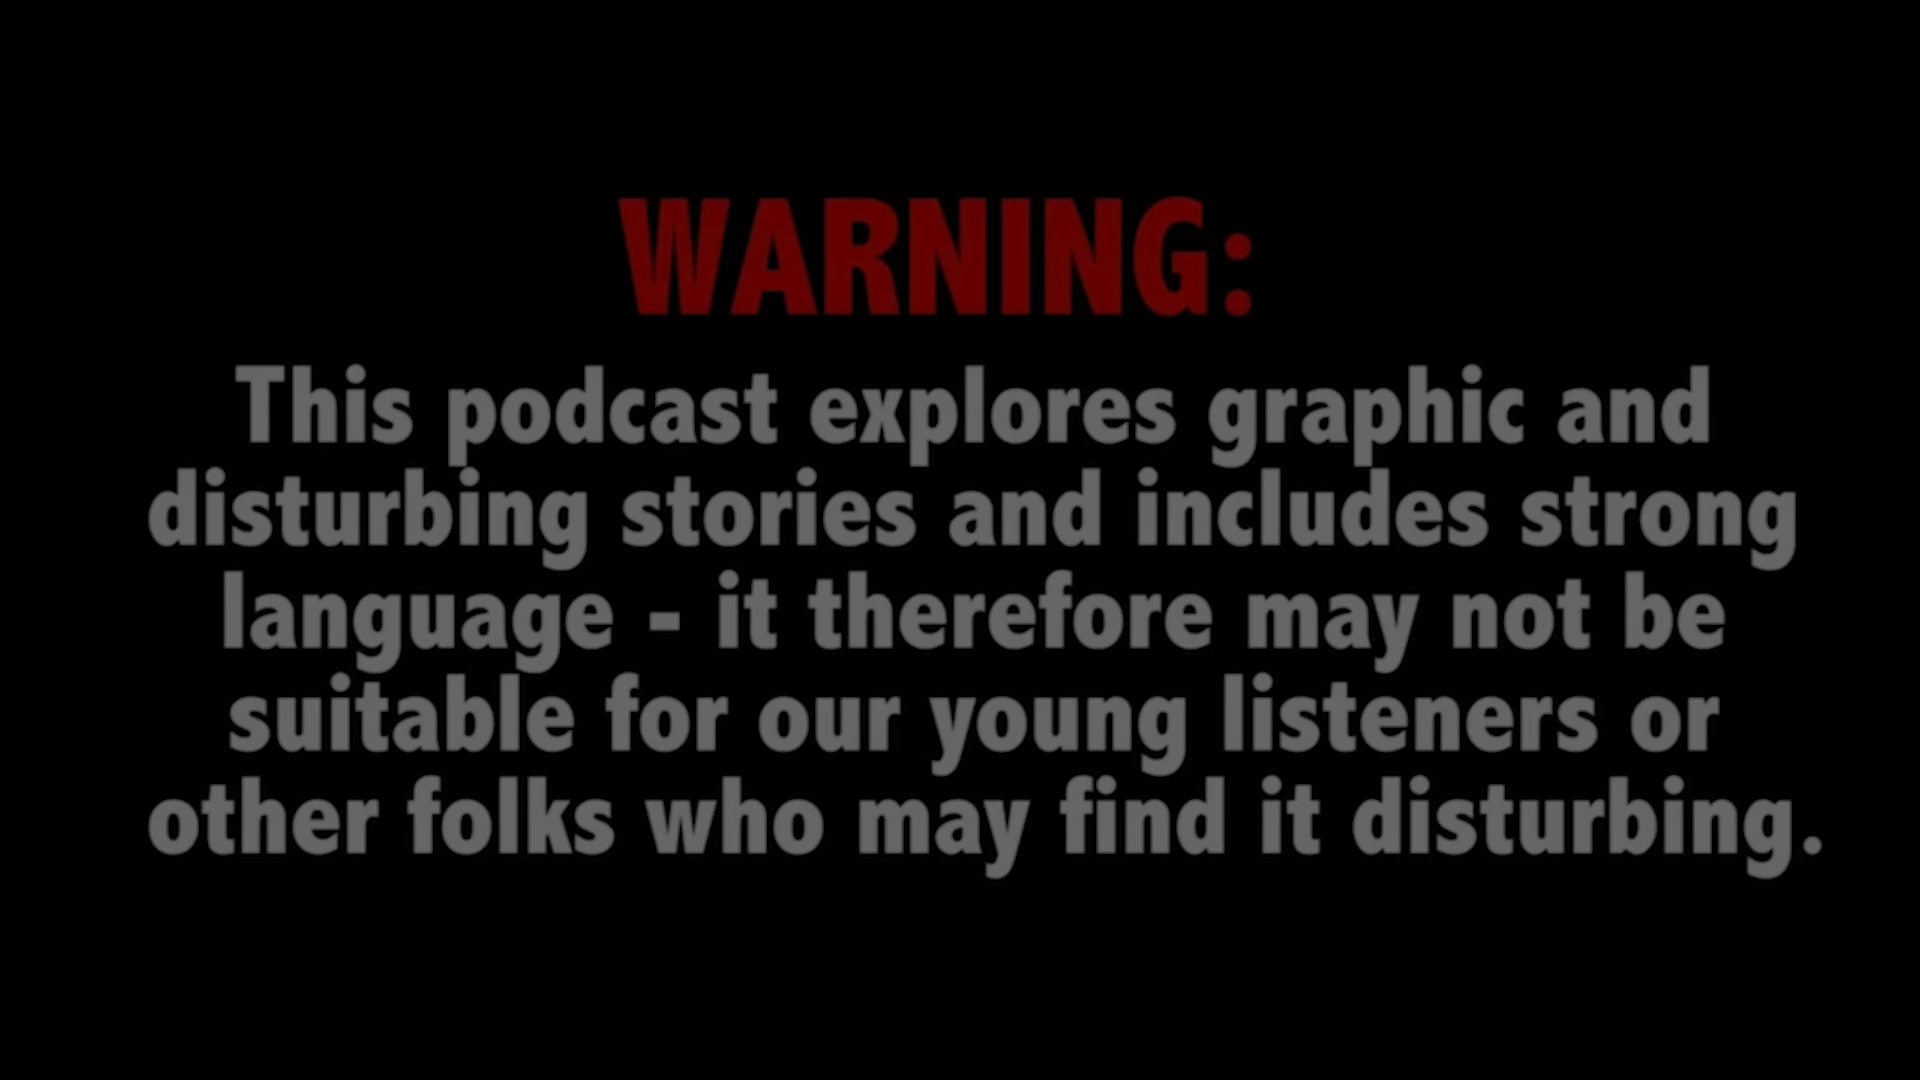 WARNING:
This podcast explores graphic and
disturbing stories and includes strong
language - it therefore may not be
suitable for our young listeners or
other folks who may find it disturbing.